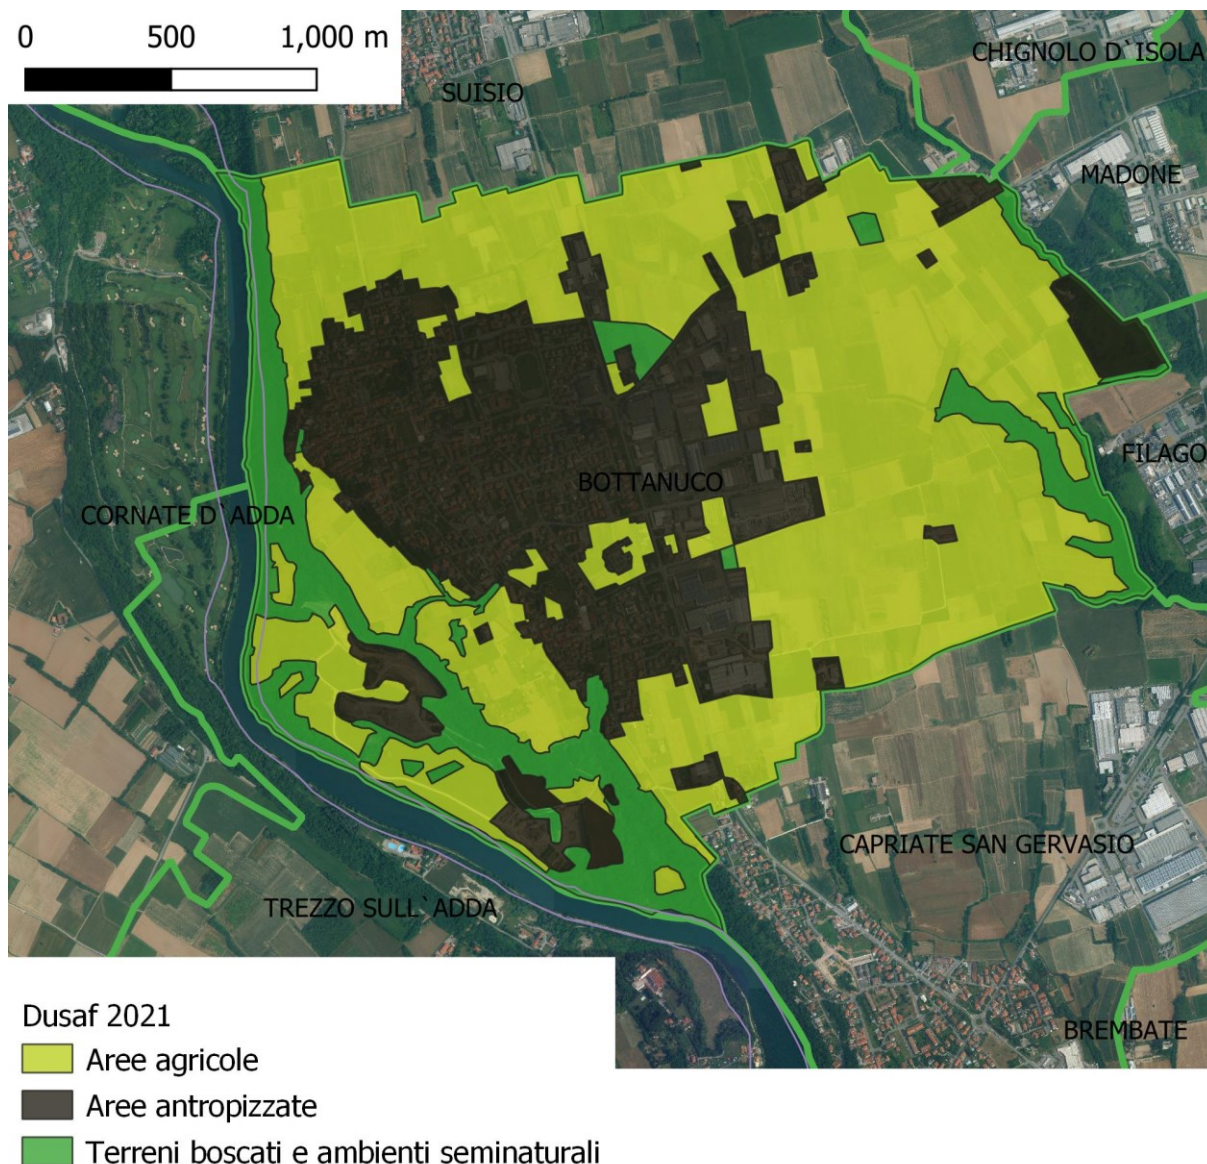 0 500 1,000 m
CHIGNOLO D`ISOLA
SUISIO
MADONE
FILAGO
BOTTANUCO
CORNATE D`ADDA
CAPRIATE SAN GERVASIO
TREZZO SULL`ADDA
BREMBATE
Dusaf 2021
Aree agricole
Aree antropizzate
Terreni boscati e ambienti seminaturali